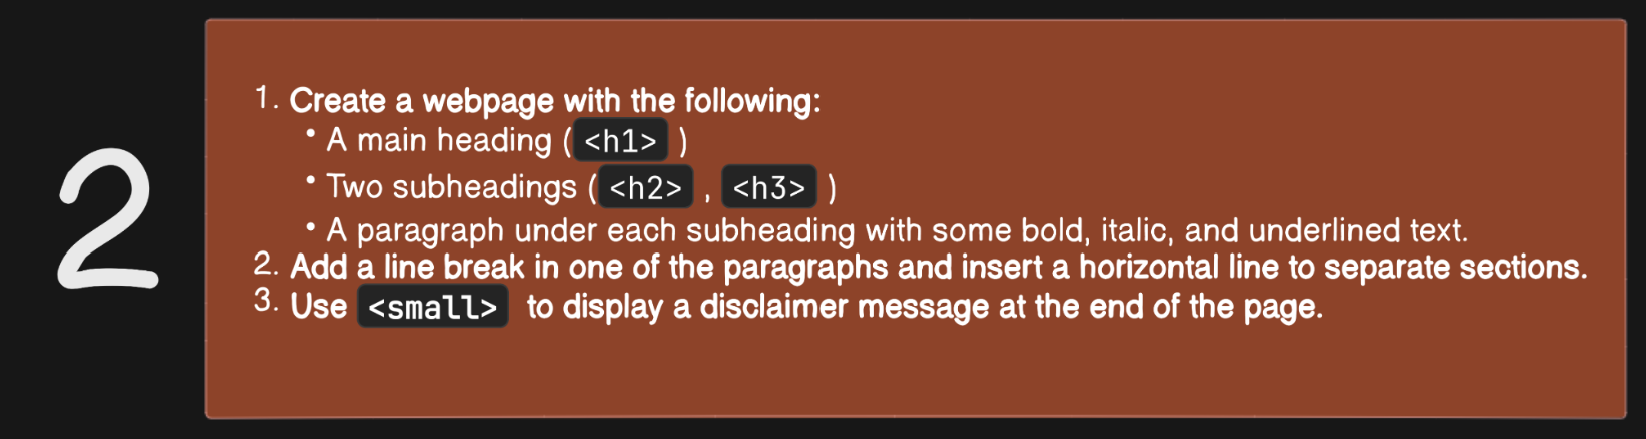 2
1. Create a webpage with the following:
• A main heading ( <h1> )
• Two subheadings ( <h2> , <h3> )
• A paragraph under each subheading with some bold, italic, and underlined text.
2. Add a line break in one of the paragraphs and insert a horizontal line to separate sections.
3. Use <small> to display a disclaimer message at the end of the page.